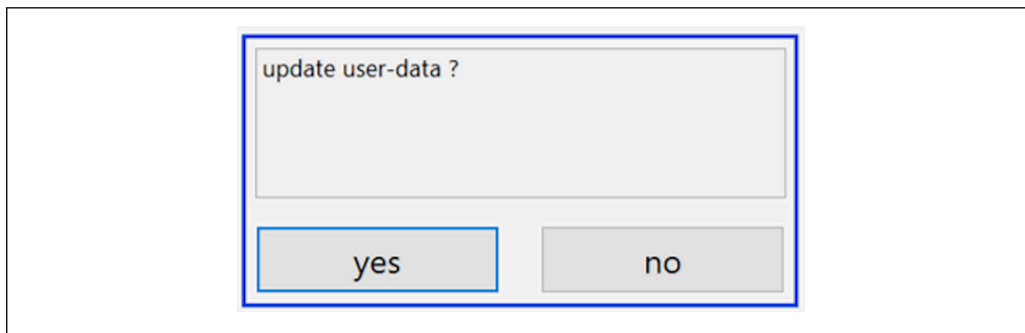 update user-data ?
yes
no